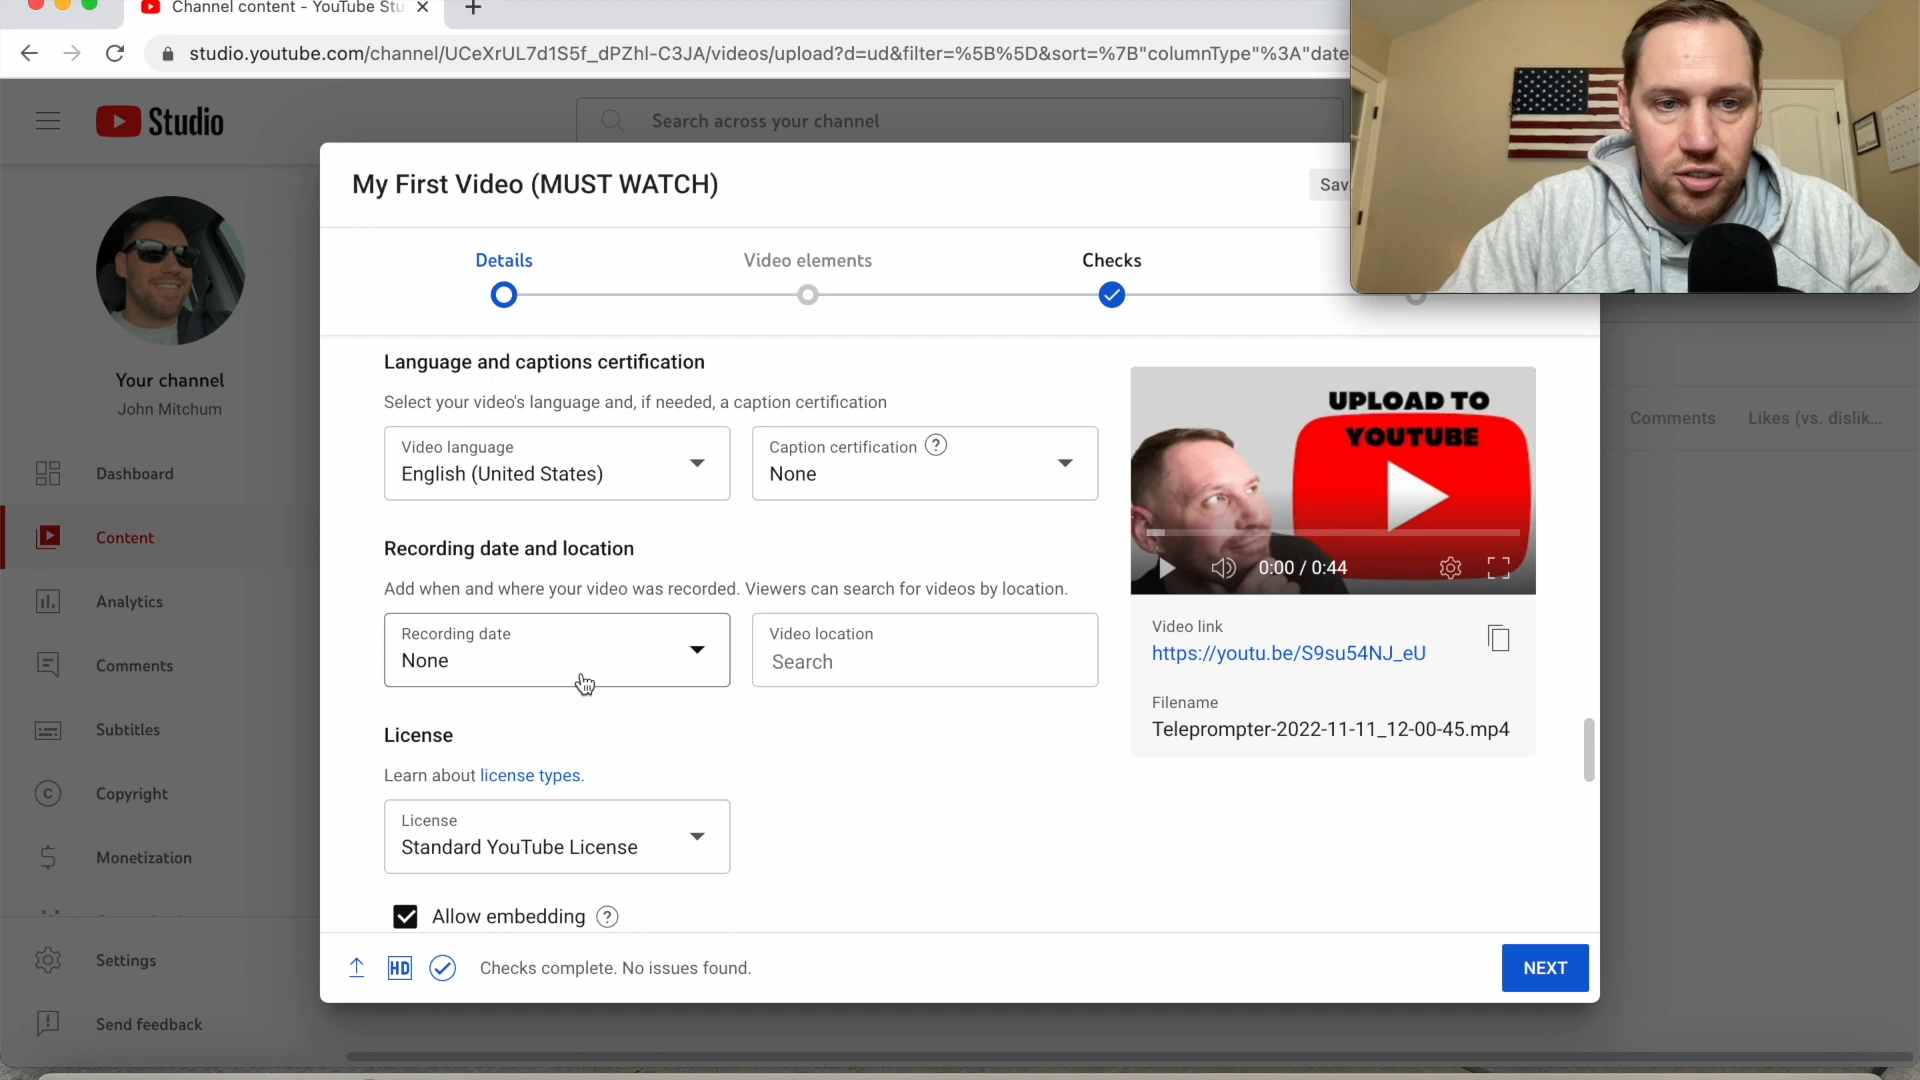 Channel content - YouTube Stu
studio.youtube.com/channel/UCeXrUL7d1S5f_dPZhI-C3JA/videos/upload?d=ud&filter=%5B%5D&sort=%7B"columnType"%3A"date
Studio
Search across your channel
My First Video (MUST WATCH)
Sav
Details
Video elements
Checks
Your channel
John Mitchum
Dashboard
Content
Analytics
Comments
Subtitles
Copyright
Monetization
Settings
Send feedback
Language and captions certification
Select your video's language and, if needed, a caption certification
Video language
English (United States)
Caption certification ?
None
Recording date and location
Add when and where your video was recorded. Viewers can search for videos by location.
Recording date
None
Video location
Search
License
Learn about license types.
License
Standard YouTube License
Allow embedding ?
UPLOAD TO
YOUTUBE
0:00 / 0:44
Video link
https://youtu.be/S9su54NJ_eU
Filename
Teleprompter-2022-11-11_12-00-45.mp4
Comments Likes (vs. dislik...
HD
Checks complete. No issues found.
NEXT